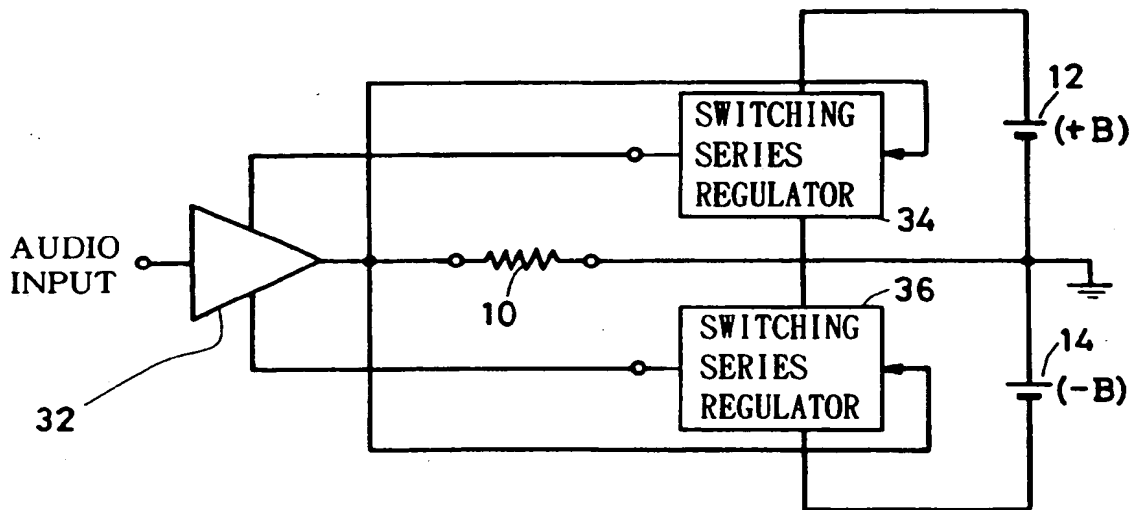 12
(+B)
SWITCHING
SERIES
REGULATOR
34
AUDIO
INPUT
10
36
SWITCHING
SERIES
REGULATOR
14
(-B)
32